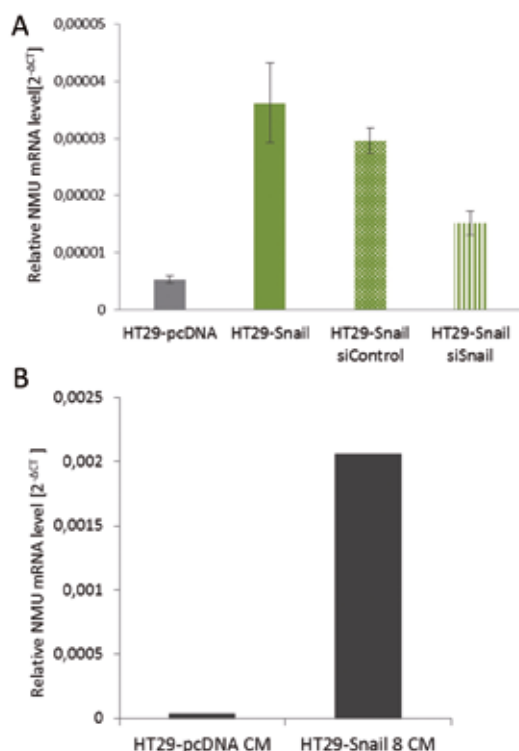 A
Relative NMU mRNA level[2^-δCT]
0,00005
0,00004
0,00003
0,00002
0,00001
0
HT29-pcDNA
HT29-Snail
HT29-Snail
siControl
HT29-Snail
siSnail
B
Relative NMU mRNA level [2^-δCT]
0,0025
0,002
0,0015
0,001
0,0005
0
HT29-pcDNA CM
HT29-Snail 8 CM